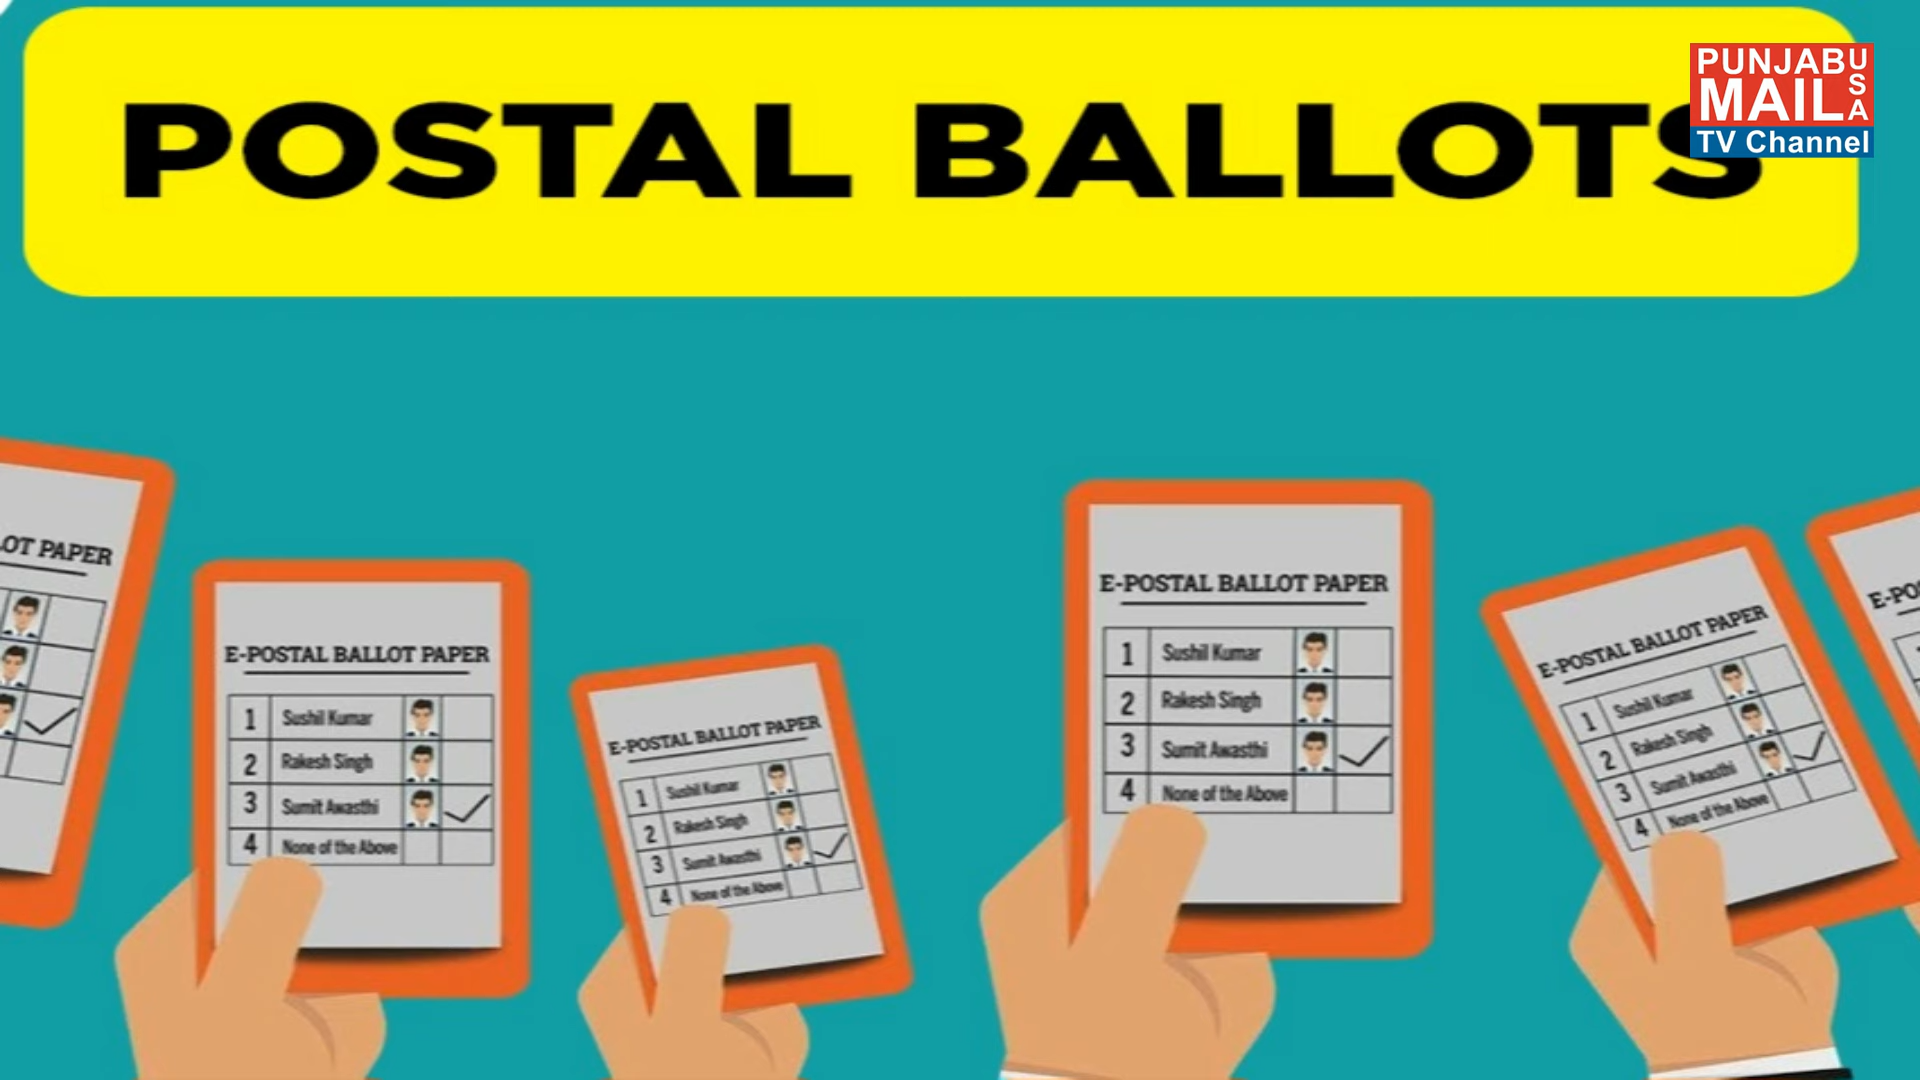 POSTAL BALLOTS
PUNJAB USA
MAIL
TV Channel
LOT PAPER
E-POSTAL BALLOT PAPER
1 Sushil Kumar
2 Rakesh Singh
3 Sumit Awasthi
4 None of the Above
E-POSTAL BALLOT PAPER
1 Sushil Kumar
2 Rakesh Singh
3 Sumit Awasthi
4 None of the Above
E-POSTAL BALLOT PAPER
1 Sushil Kumar
2 Rakesh Singh
3 Sumit Awasthi
4 None of the Above
E-POSTAL BALLOT PAPER
1 Sushil Kumar
2 Rakesh Singh
3 Sumit Awasthi
4 None of the Above
E-PO